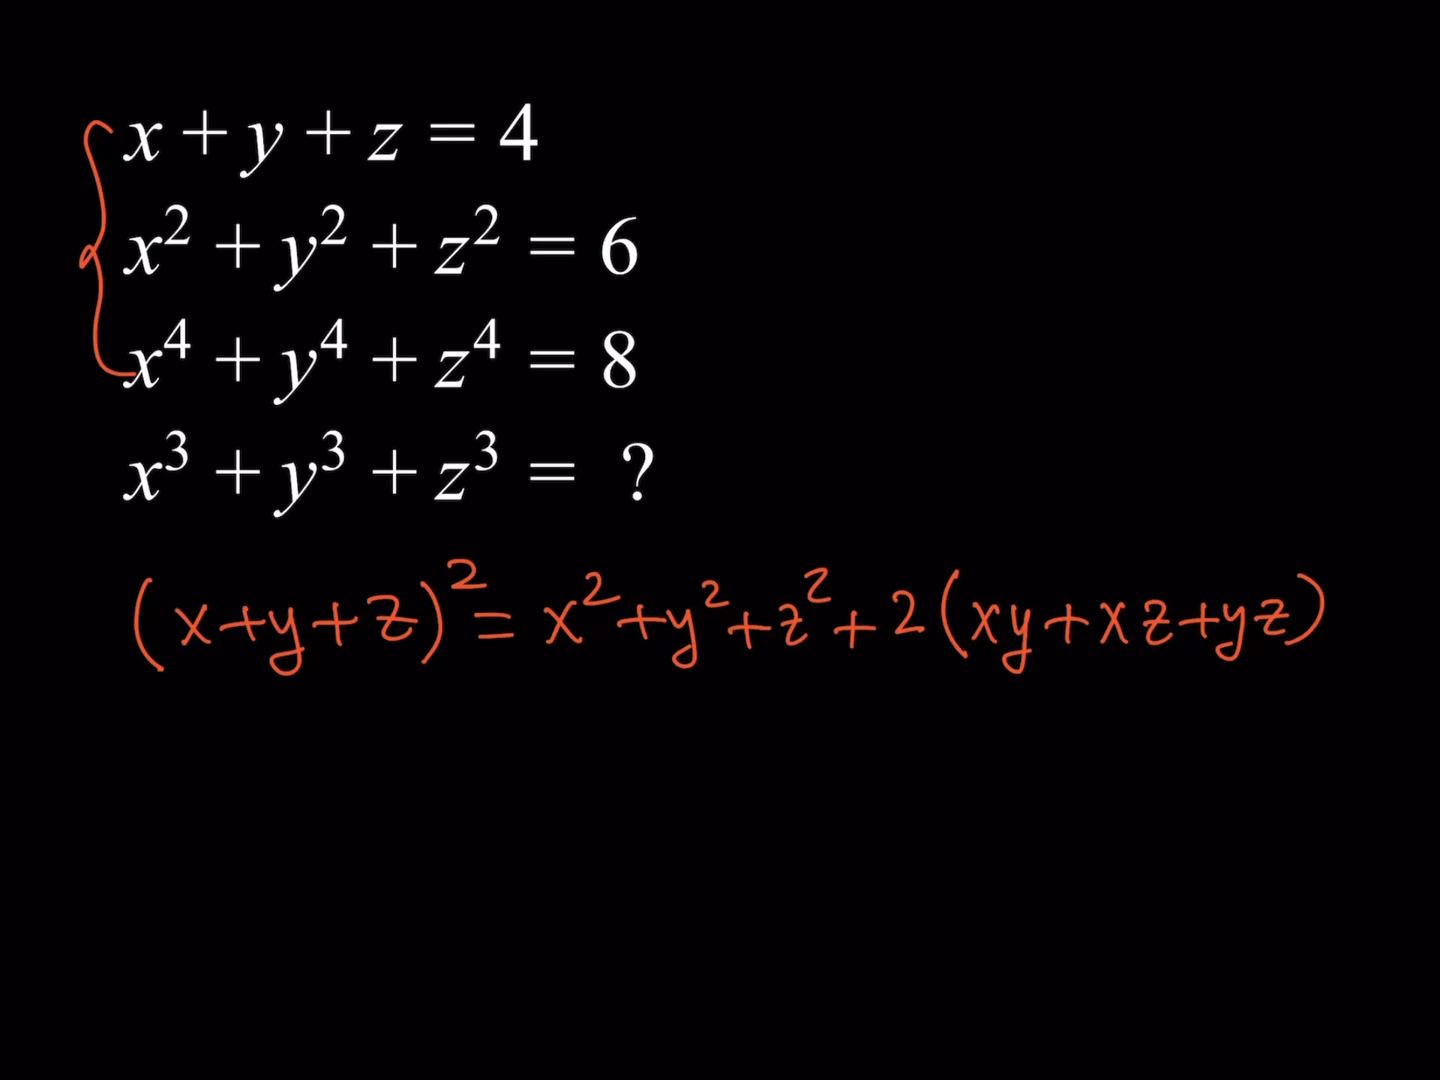 x + y + z = 4
x² + y² + z² = 6
x⁴ + y⁴ + z⁴ = 8
x³ + y³ + z³ = ?
(x+y+z)² = x²+y²+z²+2(xy+xz+yz)